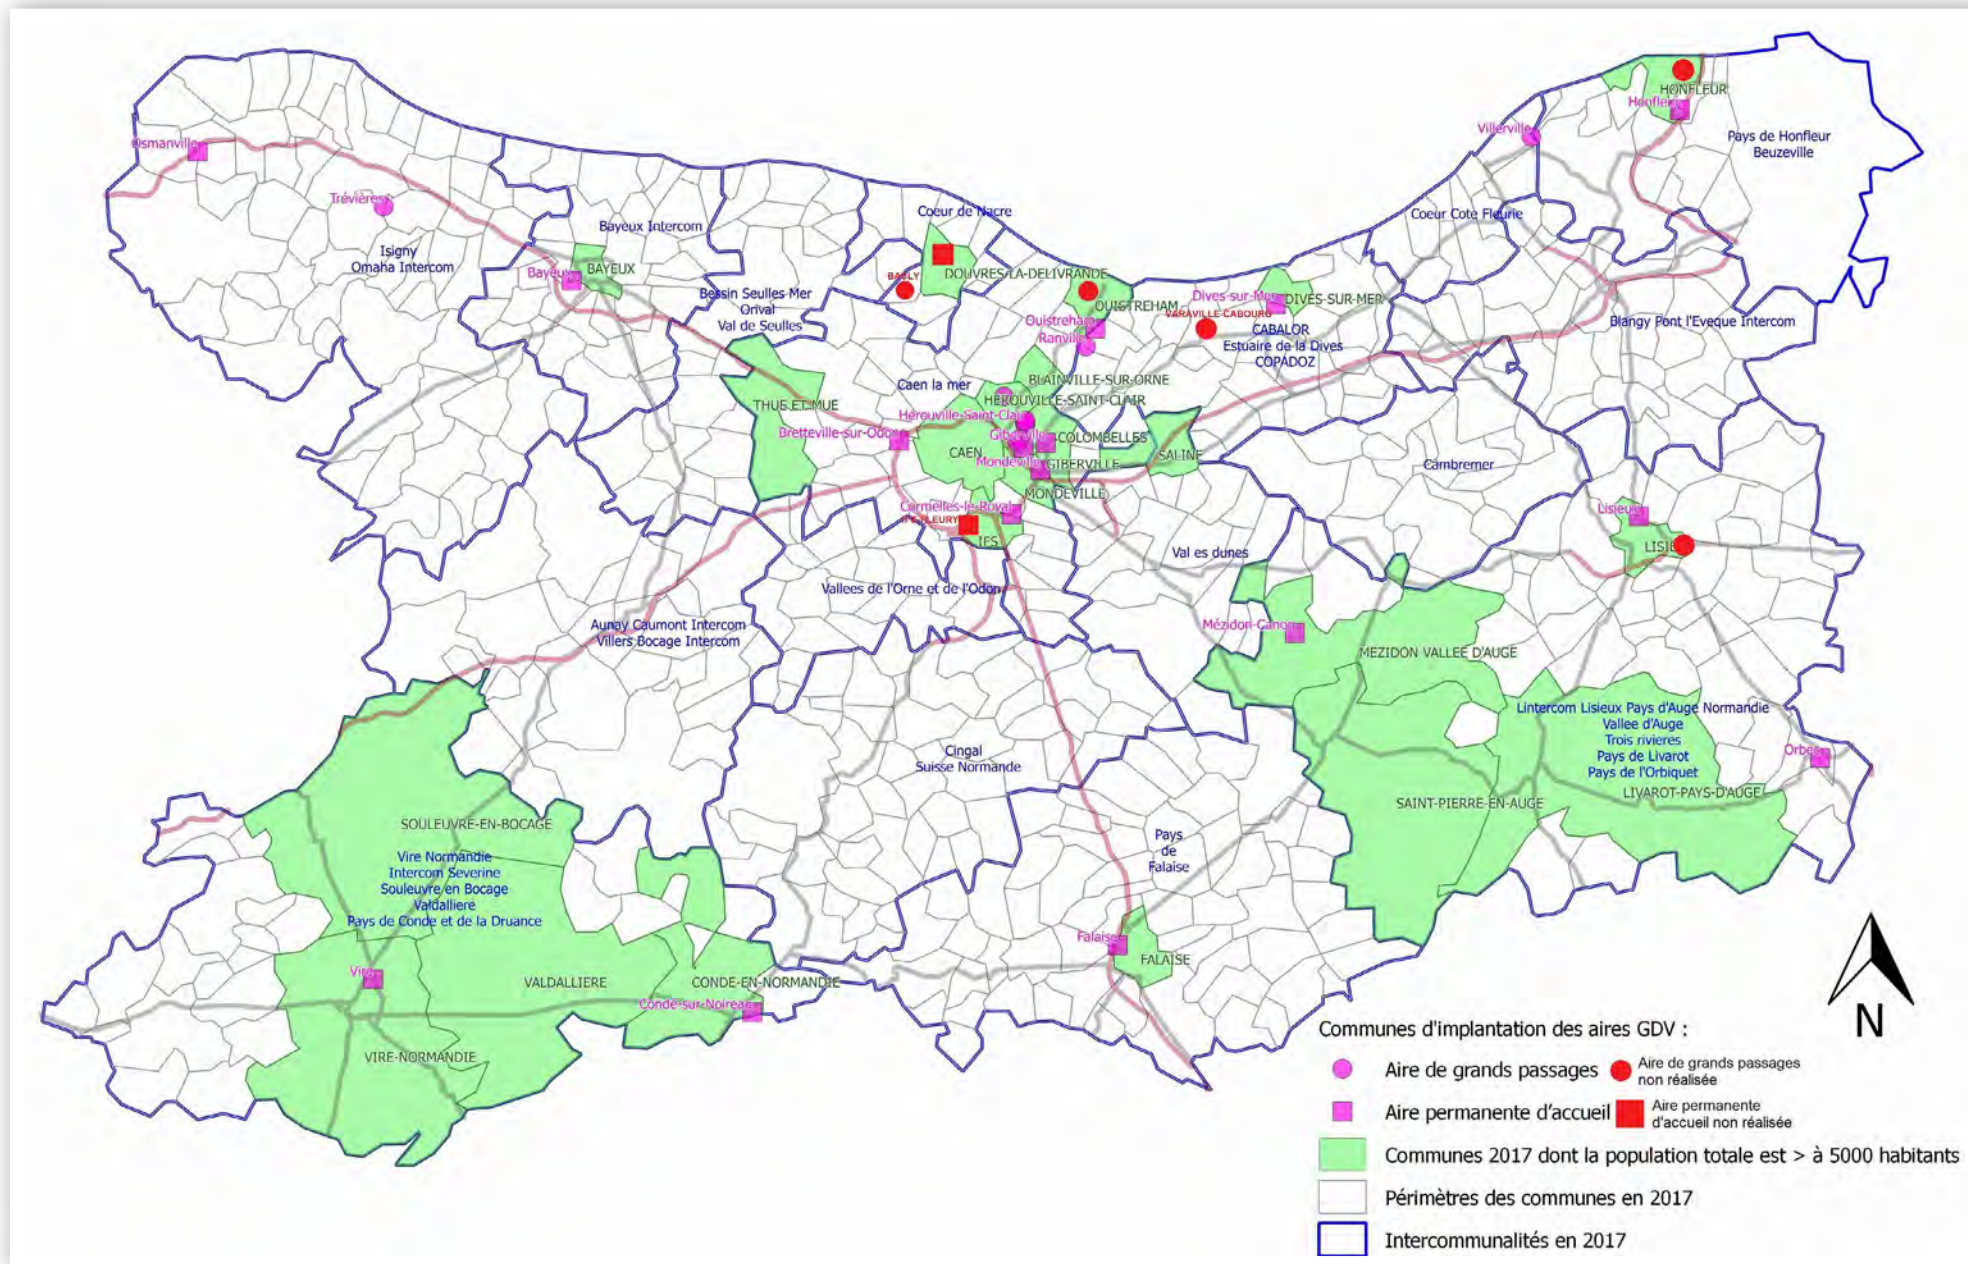 HONFLEUR
Honfleur
Villerville
Pays de Honfleur
Beuzeville
Osmanville
Trévières
Isigny
Omaha Intercom
Bayeux Intercom
Coeur de Nacre
Coeur Cote Fleurie
Bayeux
BAYEUX
BASLY
DOUVRES-LA-DELIVRANDE
OUISTREHAM
Dives-sur-Mer
DIVES-SUR-MER
VARAVILLE-CABOURG
Bessin Seulles Mer
Orival
Val de Seulles
Ouistreham
Ranville
CABALOR
Estuaire de la Dives
COPADOZ
Blangy Pont l'Eveque Intercom
Caen la mer
BLAINVILLE-SUR-ORNE
HEROUVILLE-SAINT-CLAIR
THUE ET MUE
Hérouville-Saint-Clair
Bretteville-sur-Odon
Giberville
COLOMBELLES
CAEN
Mondeville
GIBERVILLE
SALINE
Cambremer
MONDEVILLE
Cormelles-le-Royal
IFS-FLEURY
IFS
Lisieux
LISIE
Val es dunes
Vallees de l'Orne et de l'Odon
Aunay Caumont Intercom
Villers Bocage Intercom
Mézidon-Canon
MEZIDON VALLEE D'AUGE
Lintercom Lisieux Pays d'Auge Normandie
Vallee d'Auge
Trois rivieres
Pays de Livarot
Pays de l'Orbiquet
Orbec
Cingal
Suisse Normande
SAINT-PIERRE-EN-AUGE
LIVAROT-PAYS-D'AUGE
SOULEUVRE-EN-BOCAGE
Vire Normandie
Intercom Severine
Souleuvre en Bocage
Valdalliere
Pays de Conde et de la Druance
Pays
de
Falaise
Falaise
FALAISE
Vire
VALDALLIERE
CONDE-EN-NORMANDIE
Conde-sur-Noireau
VIRE-NORMANDIE
N
Communes d'implantation des aires GDV :
Aire de grands passages
Aire de grands passages
non réalisée
Aire permanente d'accueil
Aire permanente
d'accueil non réalisée
Communes 2017 dont la population totale est > à 5000 habitants
Périmètres des communes en 2017
Intercommunalités en 2017